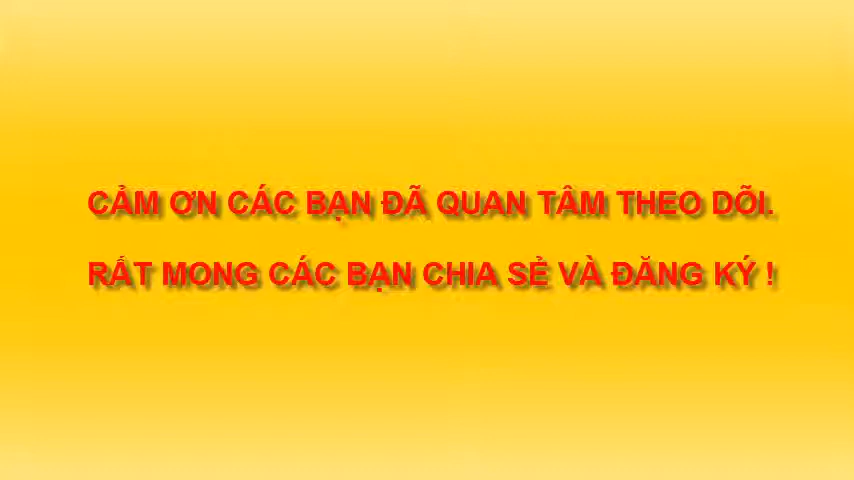 CẢM ƠN CÁC BẠN ĐÃ QUAN TÂM THEO DÕI.
RẤT MONG CÁC BẠN CHIA SẺ VÀ ĐĂNG KÝ !